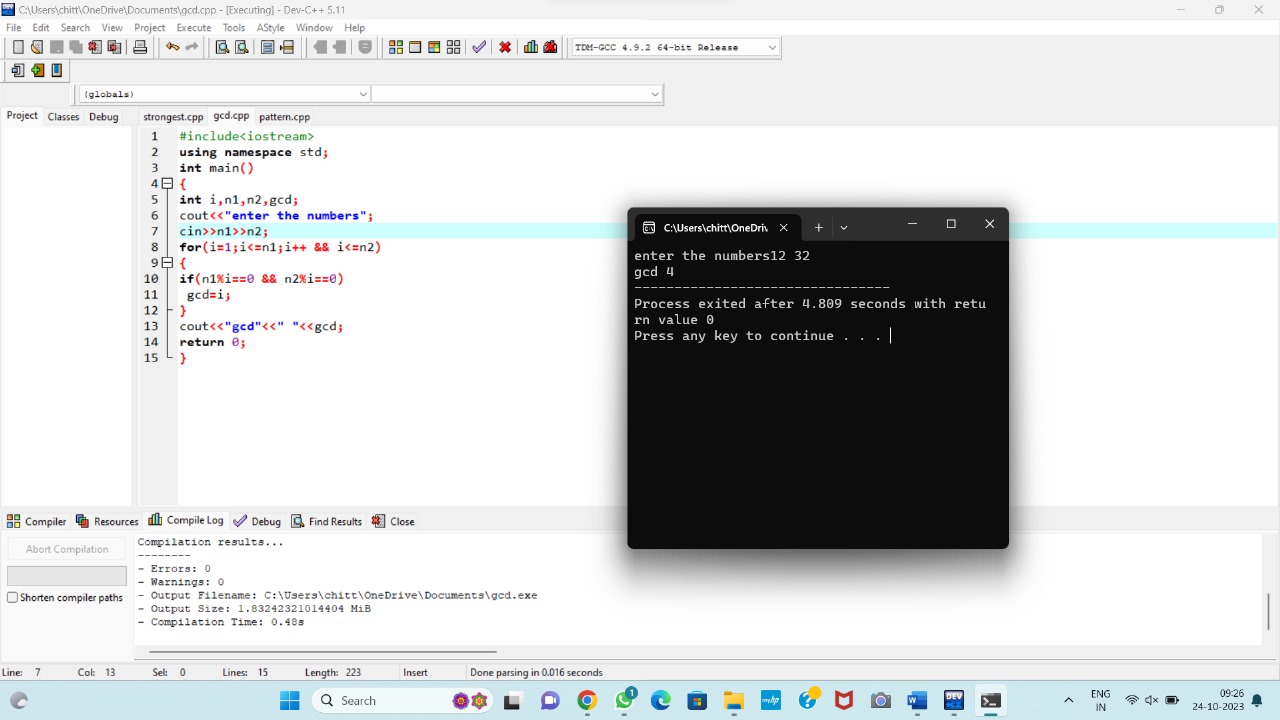 C:\Users\chitt\OneDrive\Documents\gcd.cpp - [Executing] - Dev-C++ 5.11
File Edit Search View Project Execute Tools AStyle Window Help
TDM-GCC 4.9.2 64-bit Release
(globals)
Project Classes Debug
strongest.cpp gcd.cpp pattern.cpp
1 #include<iostream>
2 using namespace std;
3 int main()
4 {
5 int i,n1,n2,gcd;
6 cout<<"enter the numbers";
7 cin>>n1>>n2;
8 for(i=1;i<=n1;i++ && i<=n2)
9 {
10 if(n1%i==0 && n2%i==0)
11 gcd=i;
12 }
13 cout<<"gcd"<<" "<<gcd;
14 return 0;
15 }
C:\Users\chitt\OneDriv
enter the numbers12 32
gcd 4
--------------------------------
Process exited after 4.809 seconds with retu
rn value 0
Press any key to continue . . .
Compiler Resources Compile Log Debug Find Results Close
Abort Compilation
Shorten compiler paths
Compilation results...
--------
- Errors: 0
- Warnings: 0
- Output Filename: C:\Users\chitt\OneDrive\Documents\gcd.exe
- Output Size: 1.83242321014404 MiB
- Compilation Time: 0.48s
Line: 7 Col: 13 Sel: 0 Lines: 15 Length: 223 Insert Done parsing in 0.016 seconds
Search
1
DEV
ENG
IN
09:26
24-10-2023